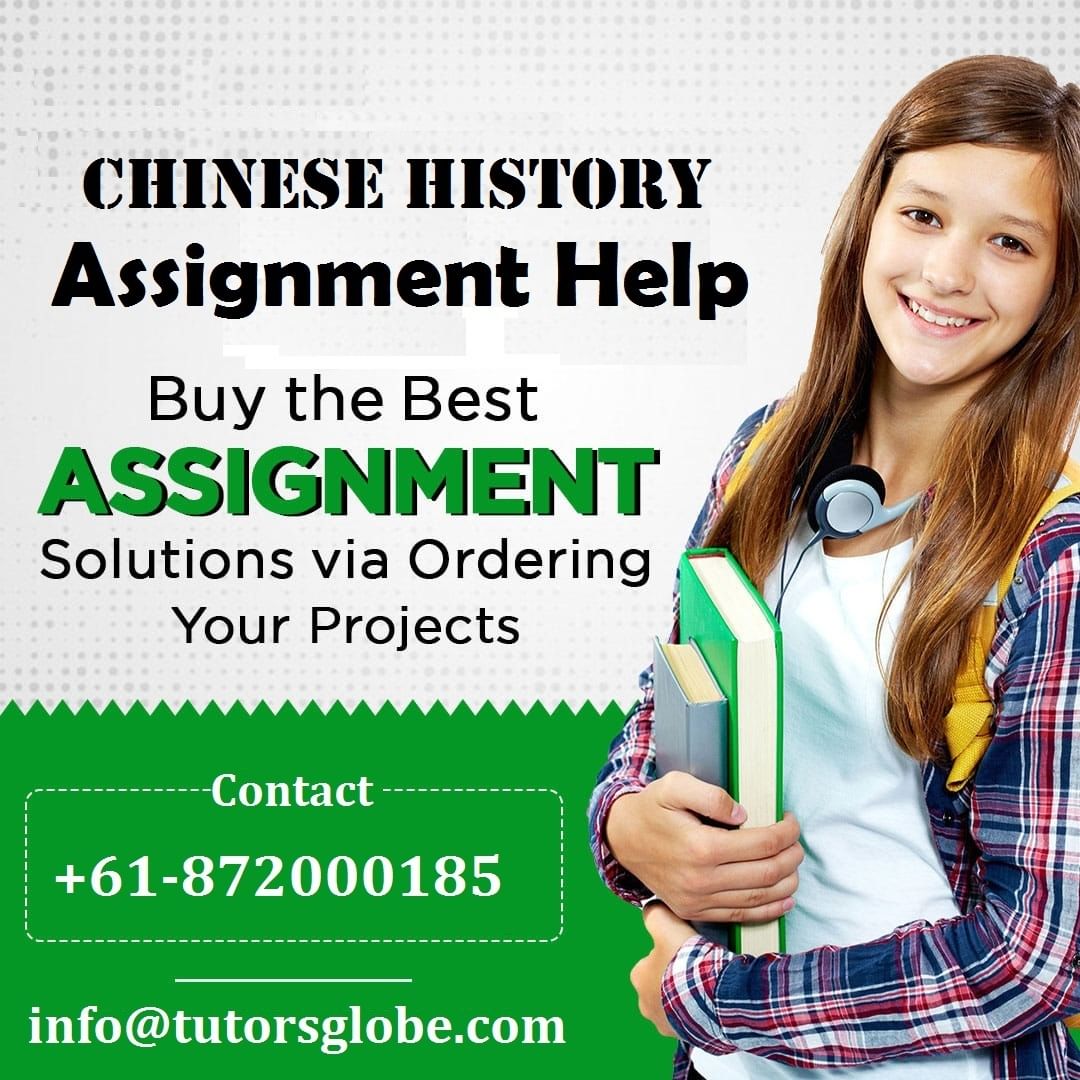 CHINESE HISTORY
Assignment Help
Buy the Best
ASSIGNMENT
Solutions via Ordering
Your Projects
Contact
+61-872000185
info@tutorsglobe.com